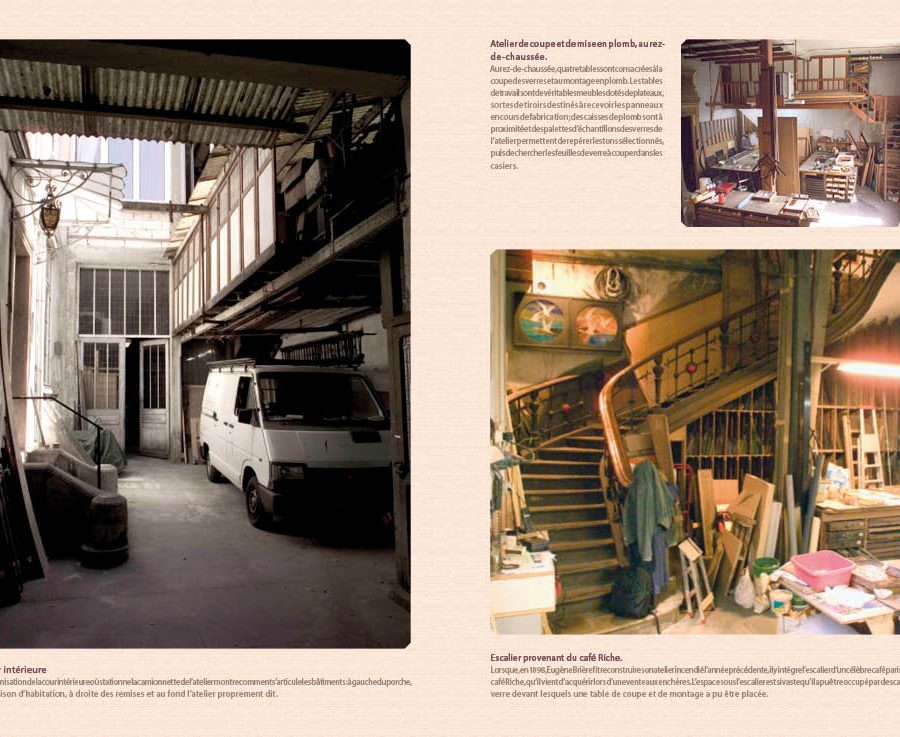 Atelier de coupe et de mise en plomb, au rez-
de-chaussée.
Au rez-de-chaussée, quatre tables sont consacrées à la
coupe des verres et au montage en plomb. Les tables
de travail sont de véritables meubles dotés de plateaux,
sortes de tiroirs destinés à recevoir les panneaux
en cours de fabrication ; des caisses de plomb sont à
proximité et des palettes d'échantillons des verres de
l'atelier permettent de repérer les tons sélectionnés,
puis de chercher les feuilles de verre à couper dans les
casiers.
intérieure
nisation de la cour intérieure où stationne la camionnette de l'atelier montre comment s'articule les bâtiments : à gauche du porche,
ison d'habitation, à droite des remises et au fond l'atelier proprement dit.
Escalier provenant du café Riche.
Lorsque, en 1898, Eugène Brière fit reconstruire son atelier incendié l'année précédente, il y intégre l'escalier d'un célèbre café paris
café Riche, qu'il vient d'acquérir lors d'une vente aux enchères. L'espace sous l'escalier est si vaste qu'il a pu être occupé par des ca
verre devant lesquels une table de coupe et de montage a pu être placée.